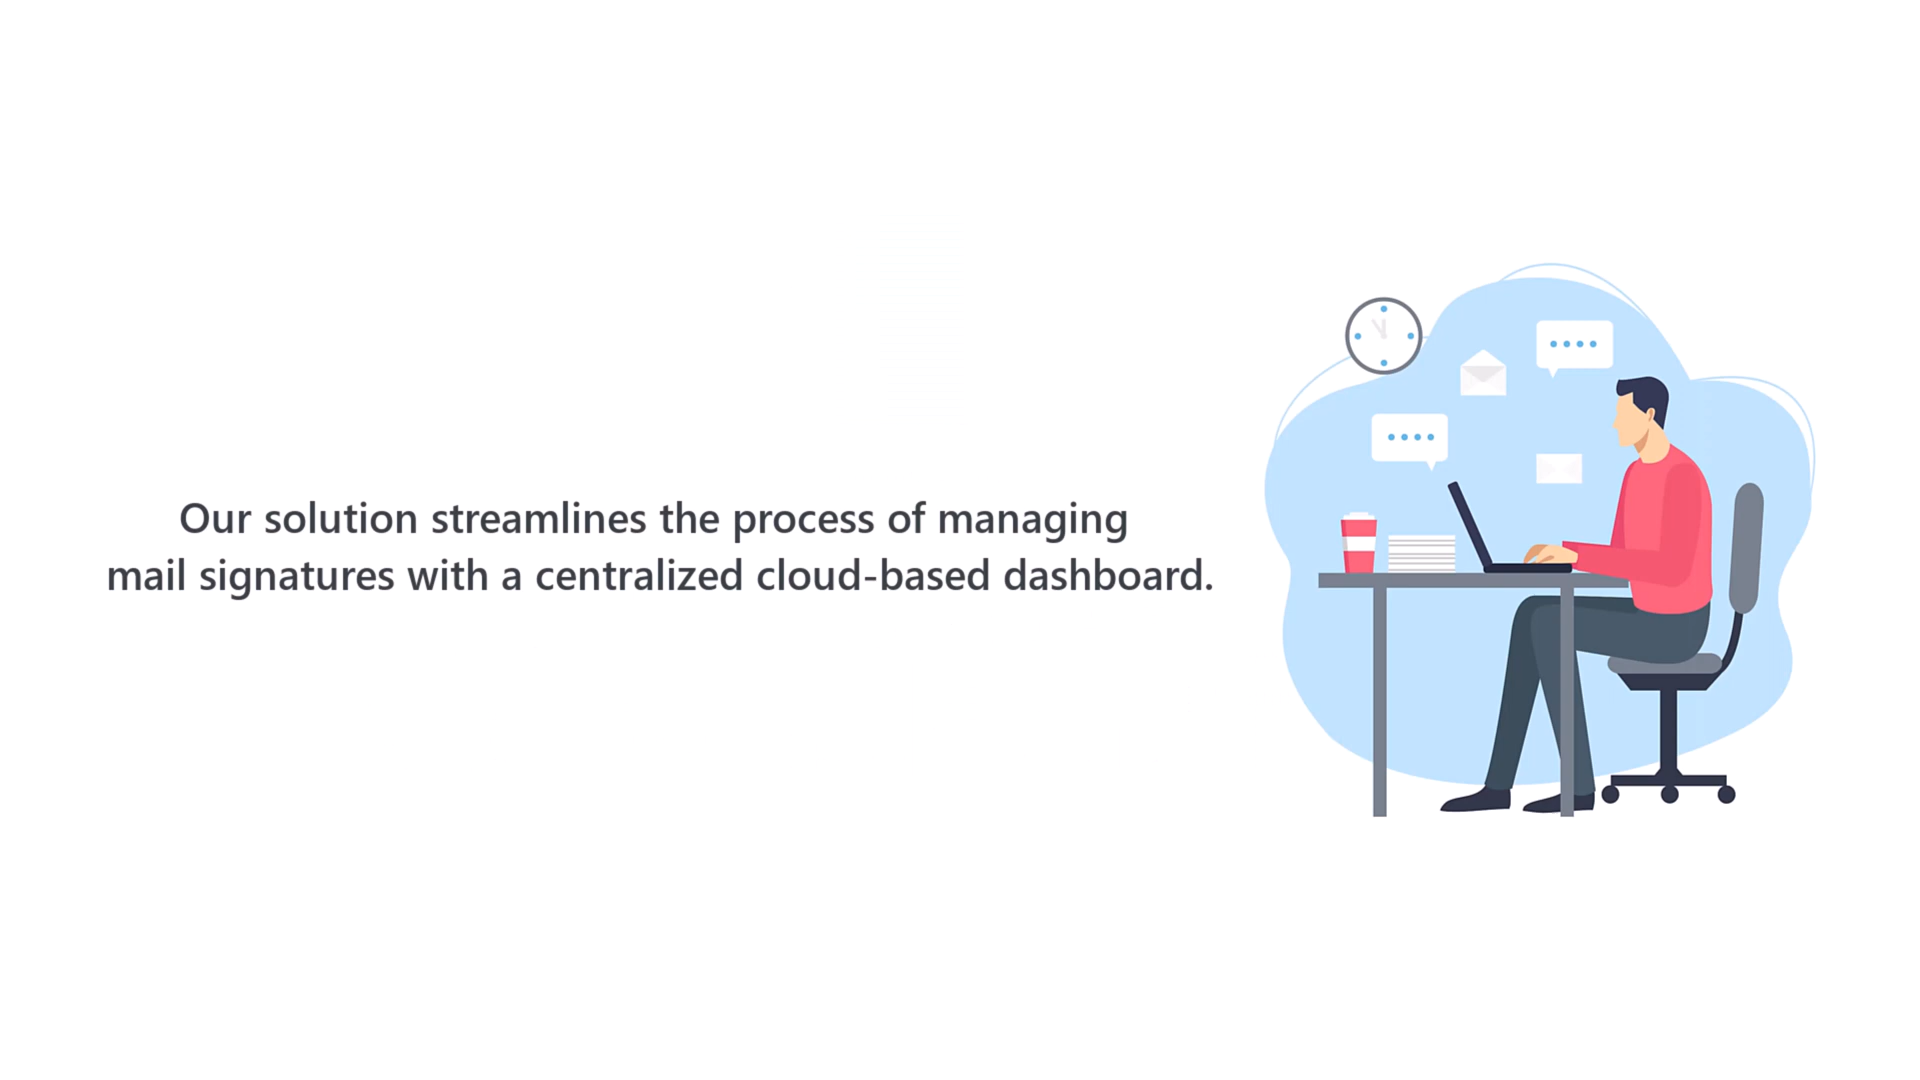 Our solution streamlines the process of managing
mail signatures with a centralized cloud-based dashboard.